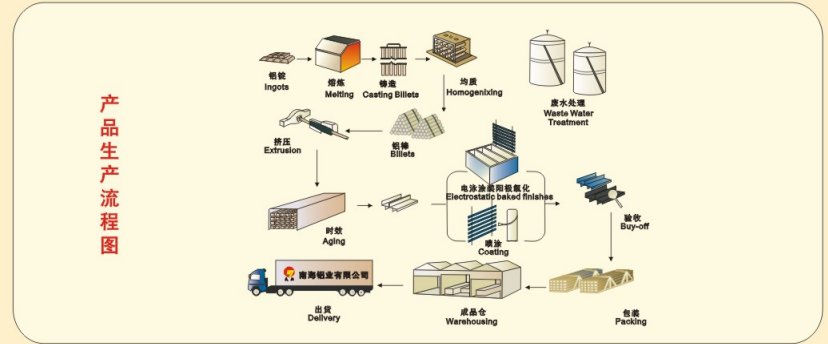 产品生产流程图
铝锭
Ingots
熔炼
Melting
铸造
Casting Billets
均质
Homogenixing
废水处理
Waste Water
Treatment
挤压
Extrusion
铝棒
Billets
电泳涂装阳极氧化
Electrostatic baked finishes
喷涂
Coating
时效
Aging
验收
Buy-off
南海铝业有限公司
出货
Delivery
成品仓
Warehousing
包装
Packing